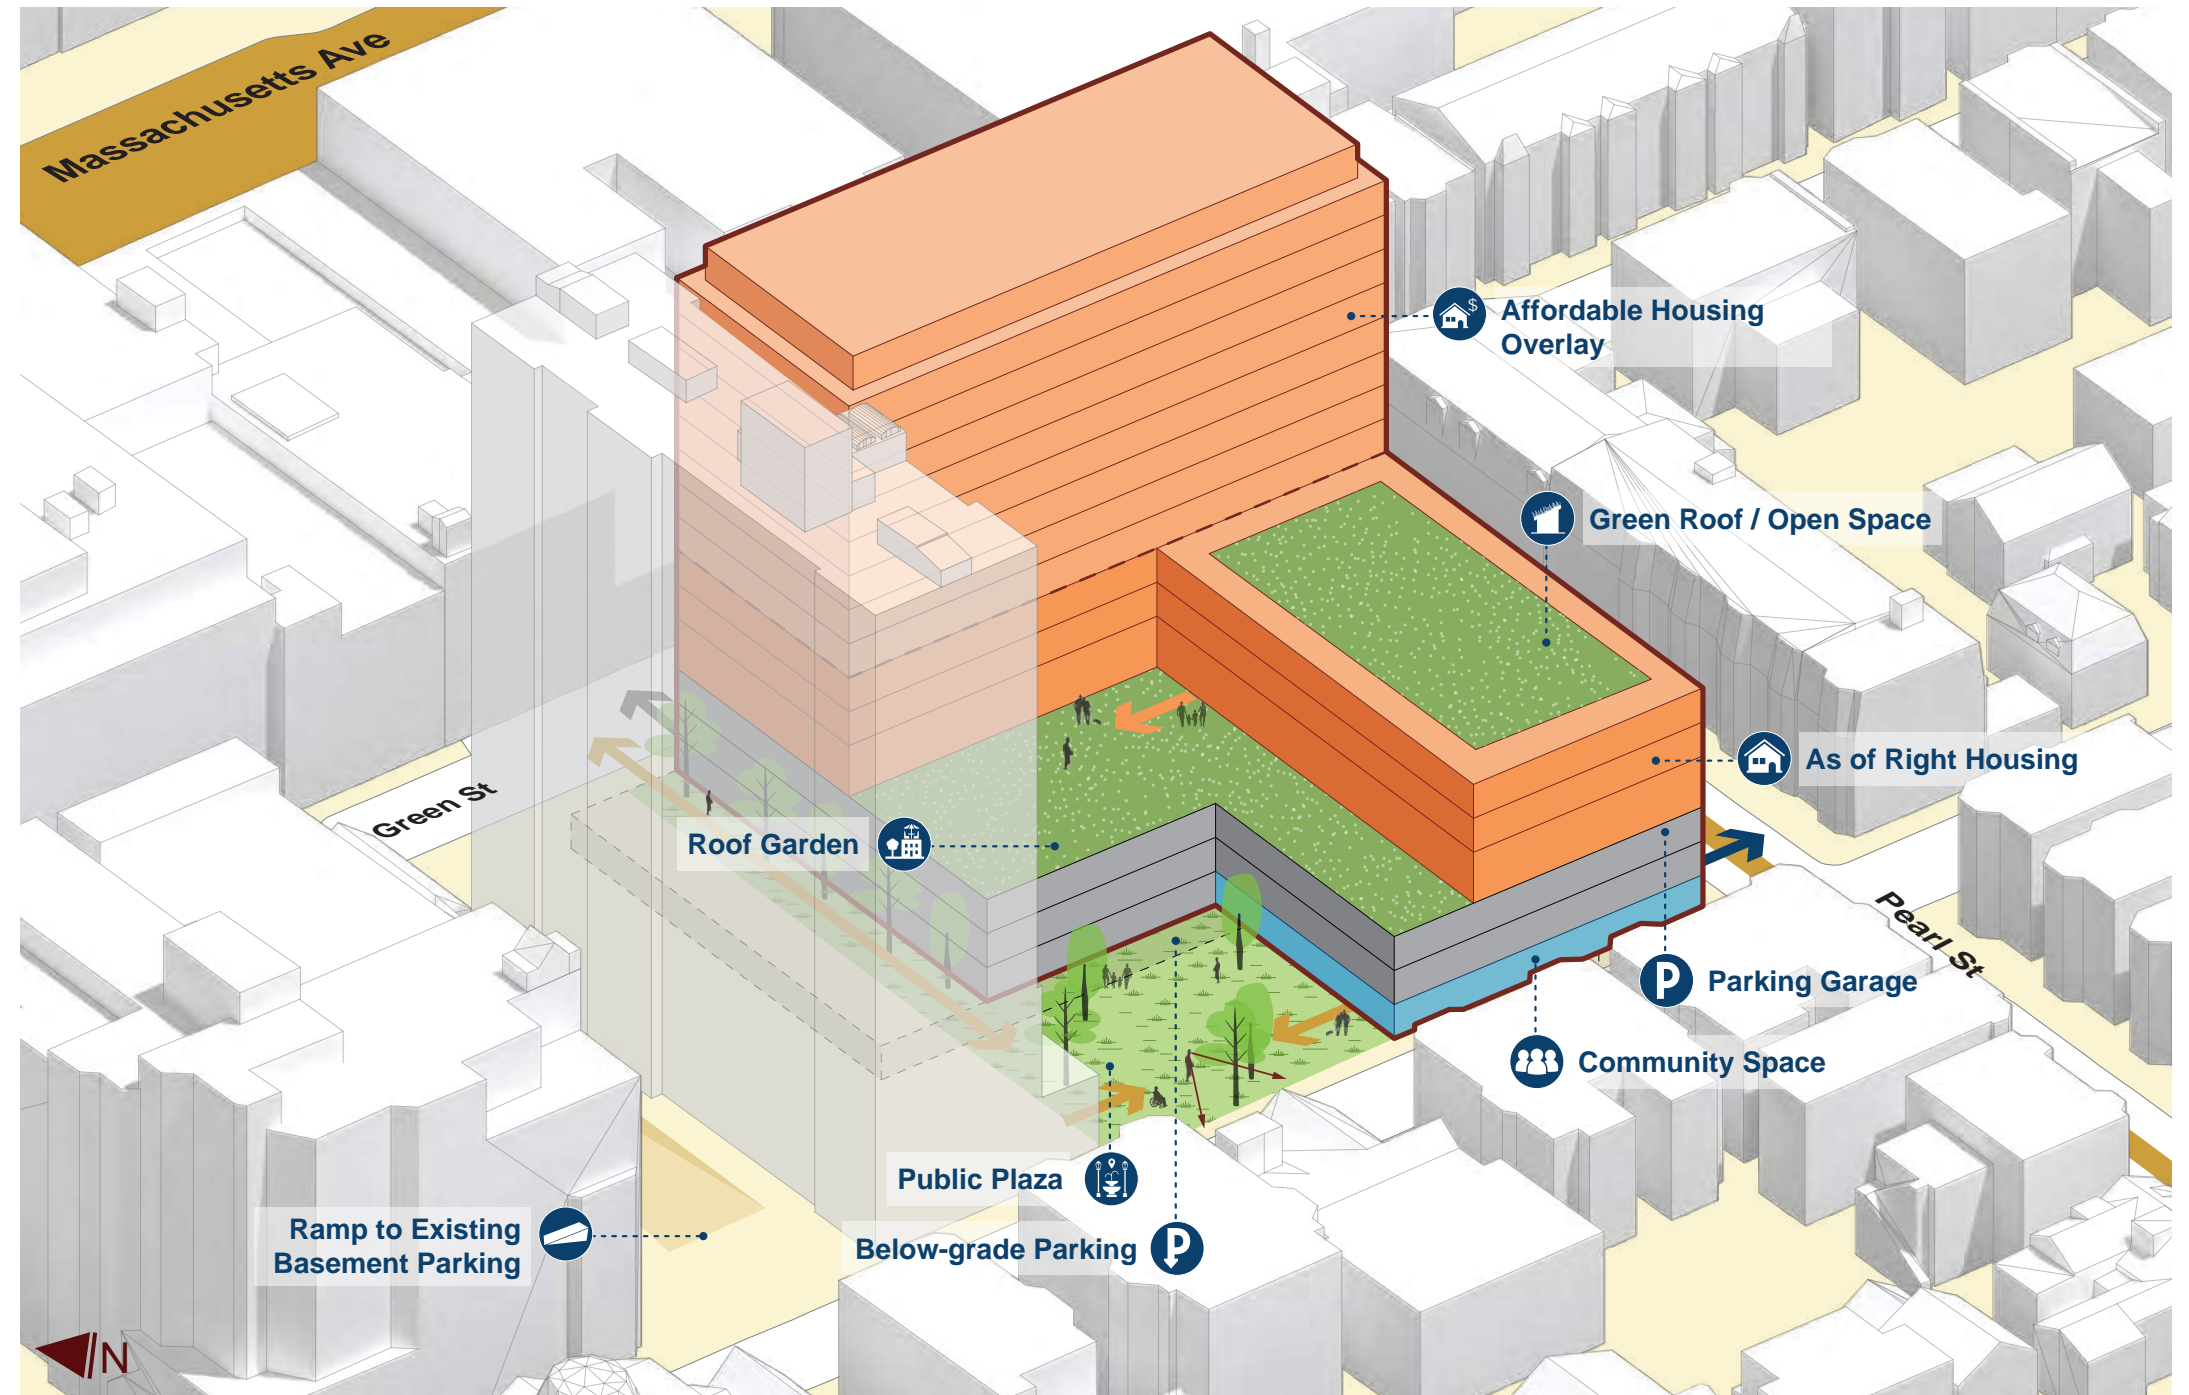 Massachusetts Ave
$
Affordable Housing
Overlay
Green Roof / Open Space
As of Right Housing
Green St
Roof Garden
Pearl St
P
Parking Garage
Community Space
Public Plaza
Ramp to Existing
Basement Parking
Below-grade Parking
P
N